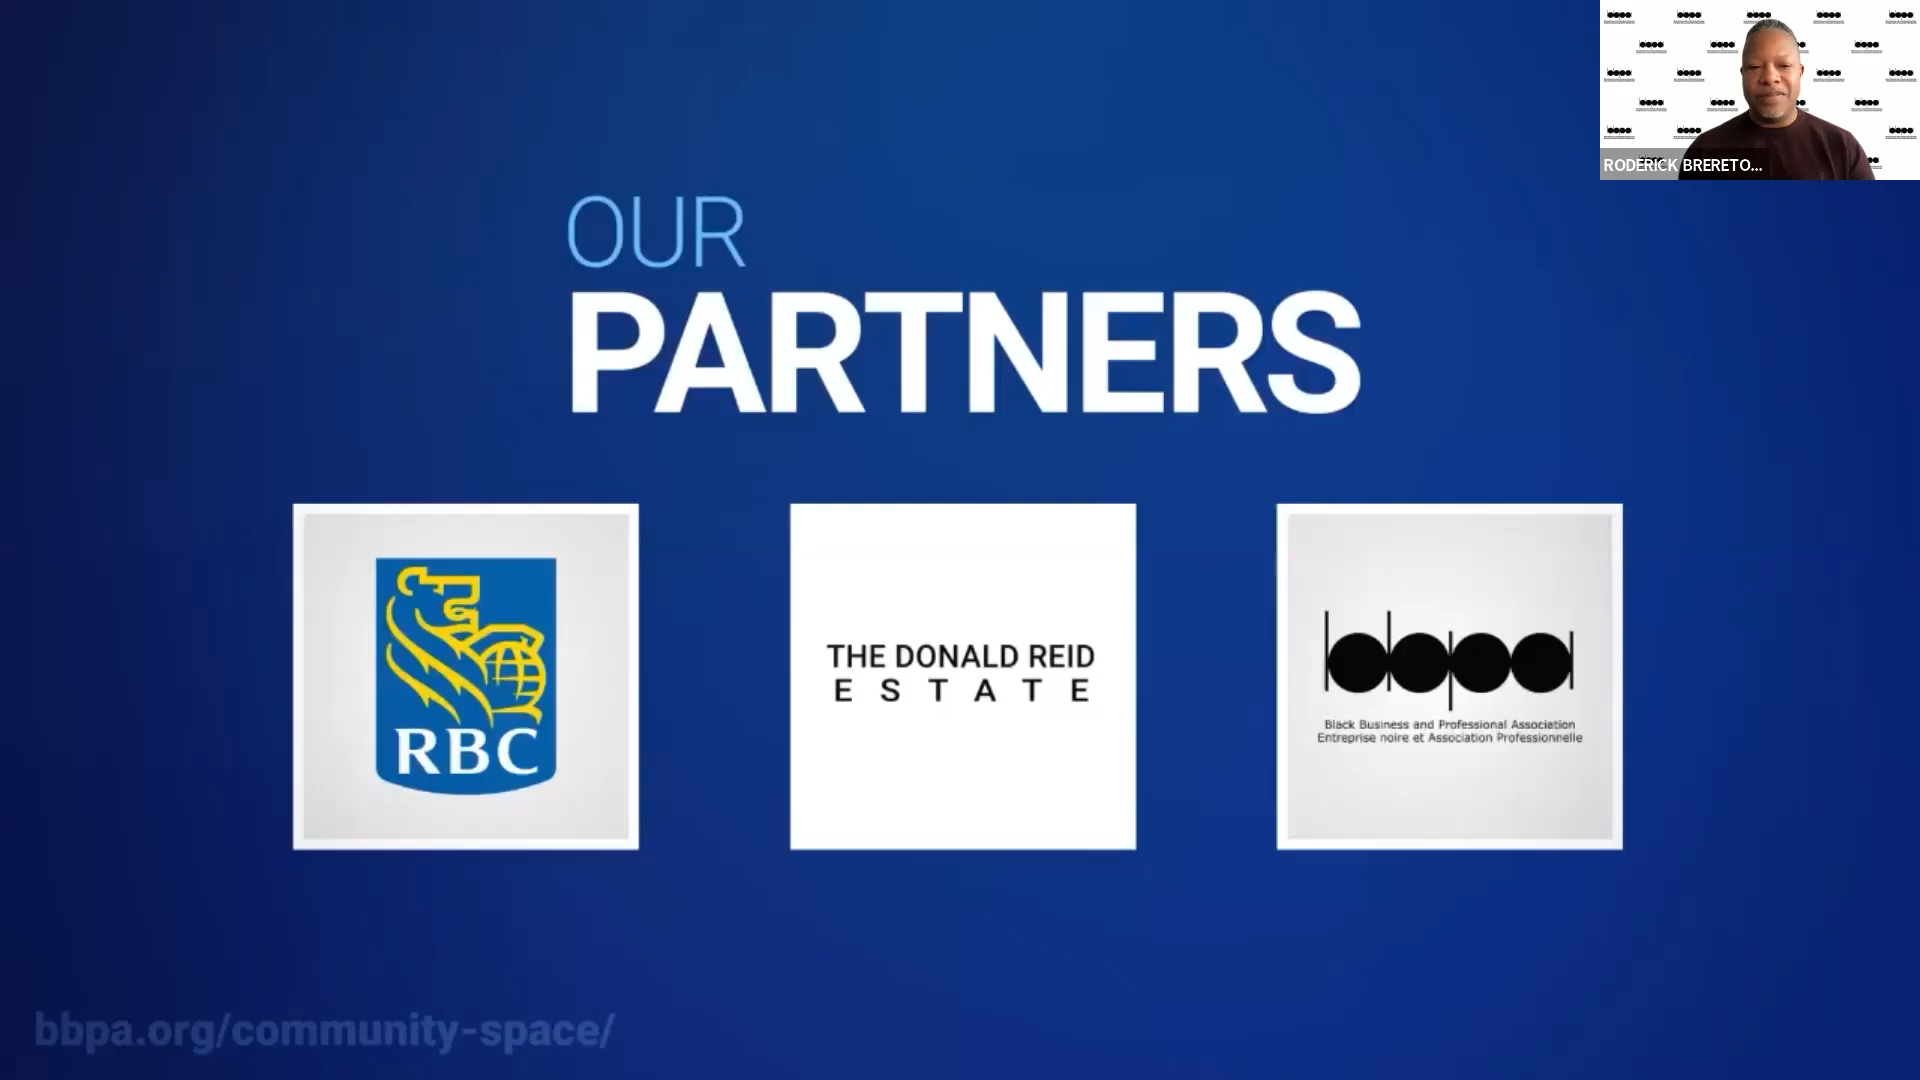 RODERICK BRERETO...
OUR
PARTNERS
RBC
THE DONALD REID
ESTATE
bbpa
Black Business and Professional Association
Entreprise noire et Association Professionnelle
bbpa.org/community-space/